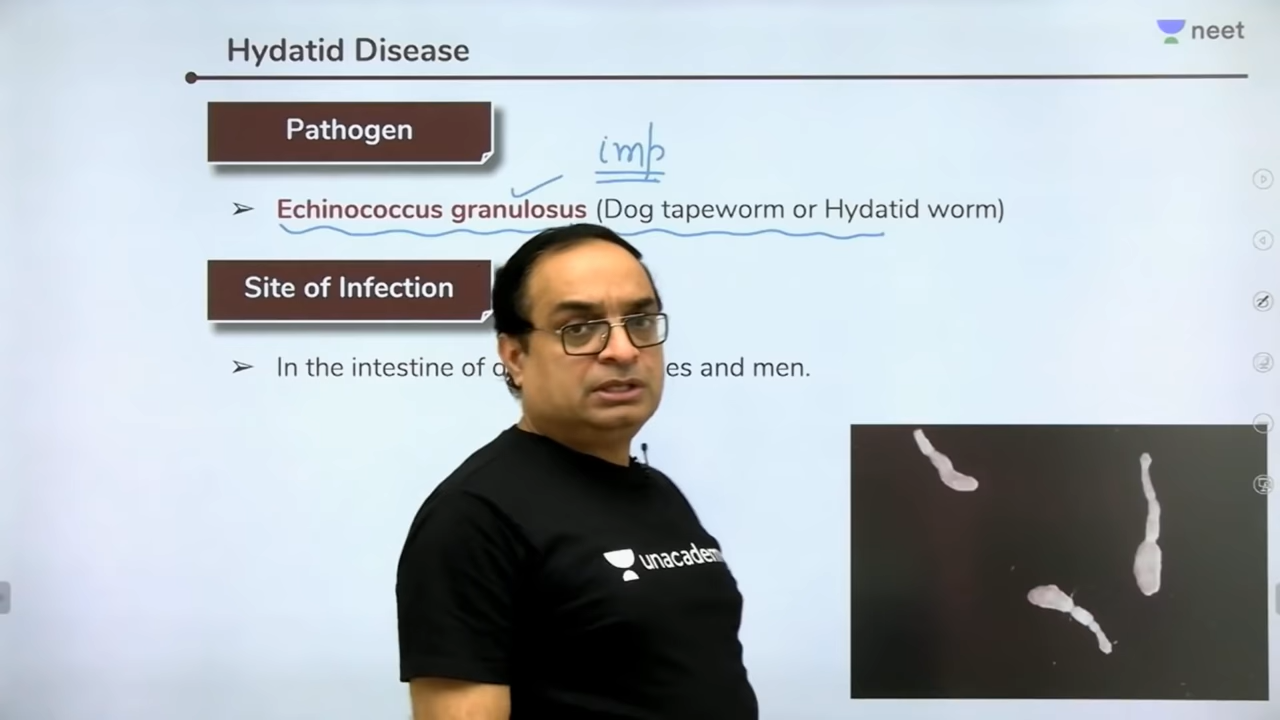 neet
Hydatid Disease
Pathogen
imp
➢ Echinococcus granulosus (Dog tapeworm or Hydatid worm)
Site of Infection
➢ In the intestine of and men.
unacadem